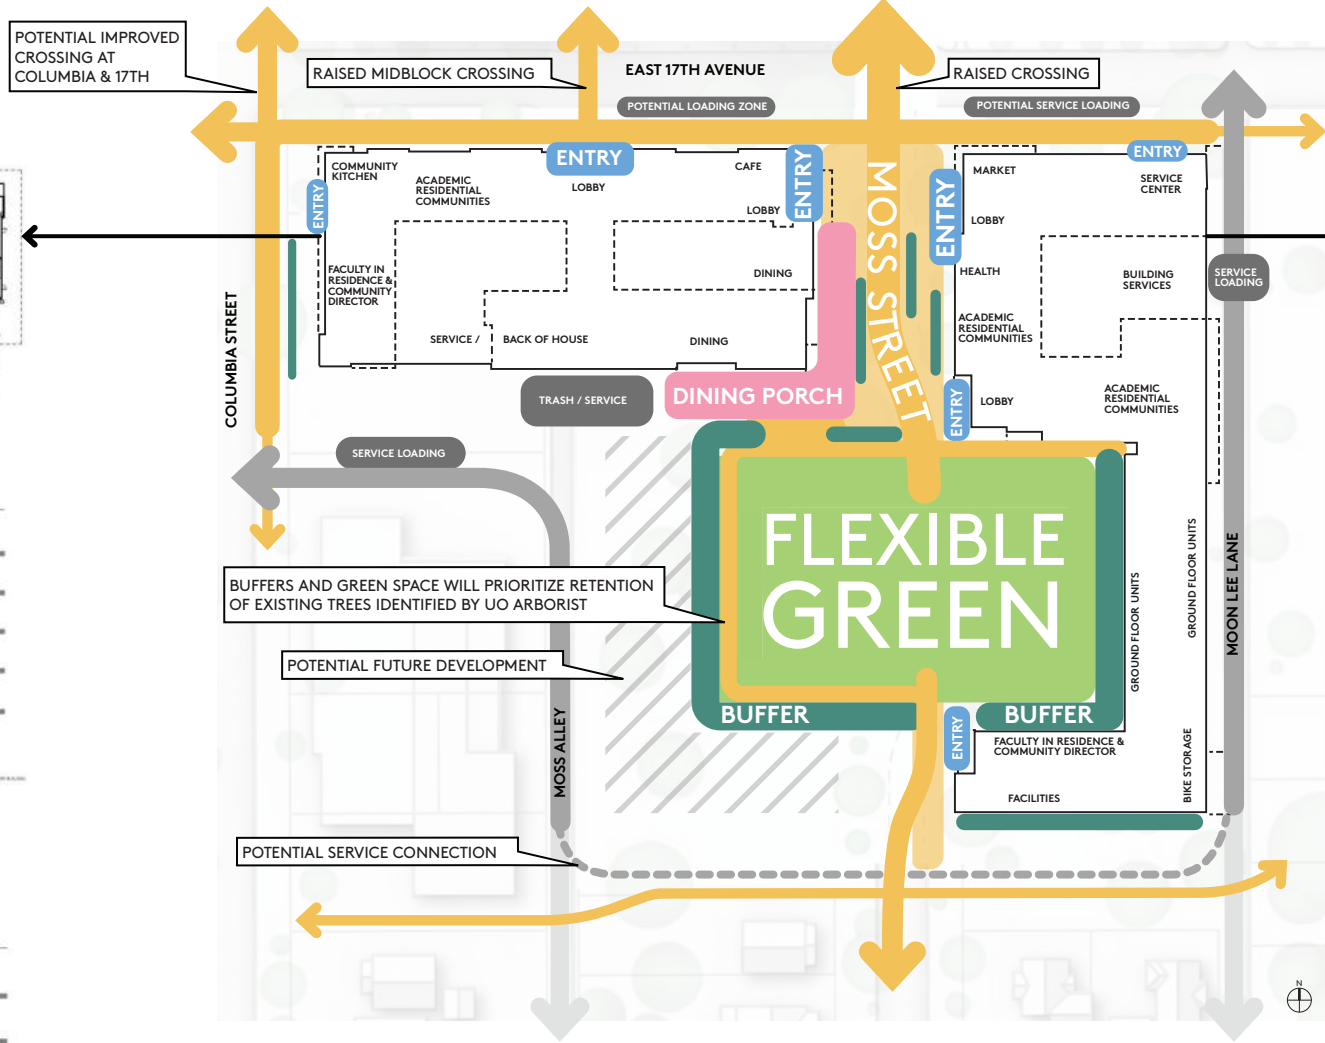 POTENTIAL IMPROVED
CROSSING AT
COLUMBIA & 17TH
RAISED MIDBLOCK CROSSING
EAST 17TH AVENUE
RAISED CROSSING
POTENTIAL LOADING ZONE
POTENTIAL SERVICE LOADING
ENTRY
COMMUNITY
KITCHEN
ACADEMIC
RESIDENTIAL
COMMUNITIES
ENTRY
LOBBY
CAFE
ENTRY
LOBBY
DINING
FACULTY IN
RESIDENCE &
COMMUNITY
DIRECTOR
SERVICE /
BACK OF HOUSE
DINING
MOSS STREET
ENTRY
MARKET
LOBBY
HEALTH
ACADEMIC
RESIDENTIAL
COMMUNITIES
ENTRY
SERVICE
CENTER
BUILDING
SERVICES
SERVICE
LOADING
ENTRY
LOBBY
ACADEMIC
RESIDENTIAL
COMMUNITIES
COLUMBIA STREET
TRASH / SERVICE
DINING PORCH
SERVICE LOADING
FLEXIBLE
GREEN
BUFFERS AND GREEN SPACE WILL PRIORITIZE RETENTION
OF EXISTING TREES IDENTIFIED BY UO ARBORIST
POTENTIAL FUTURE DEVELOPMENT
GROUND FLOOR UNITS
GROUND FLOOR UNITS
MOON LEE LANE
BUFFER
BUFFER
MOSS ALLEY
ENTRY
FACULTY IN RESIDENCE &
COMMUNITY DIRECTOR
BIKE STORAGE
FACILITIES
POTENTIAL SERVICE CONNECTION
N